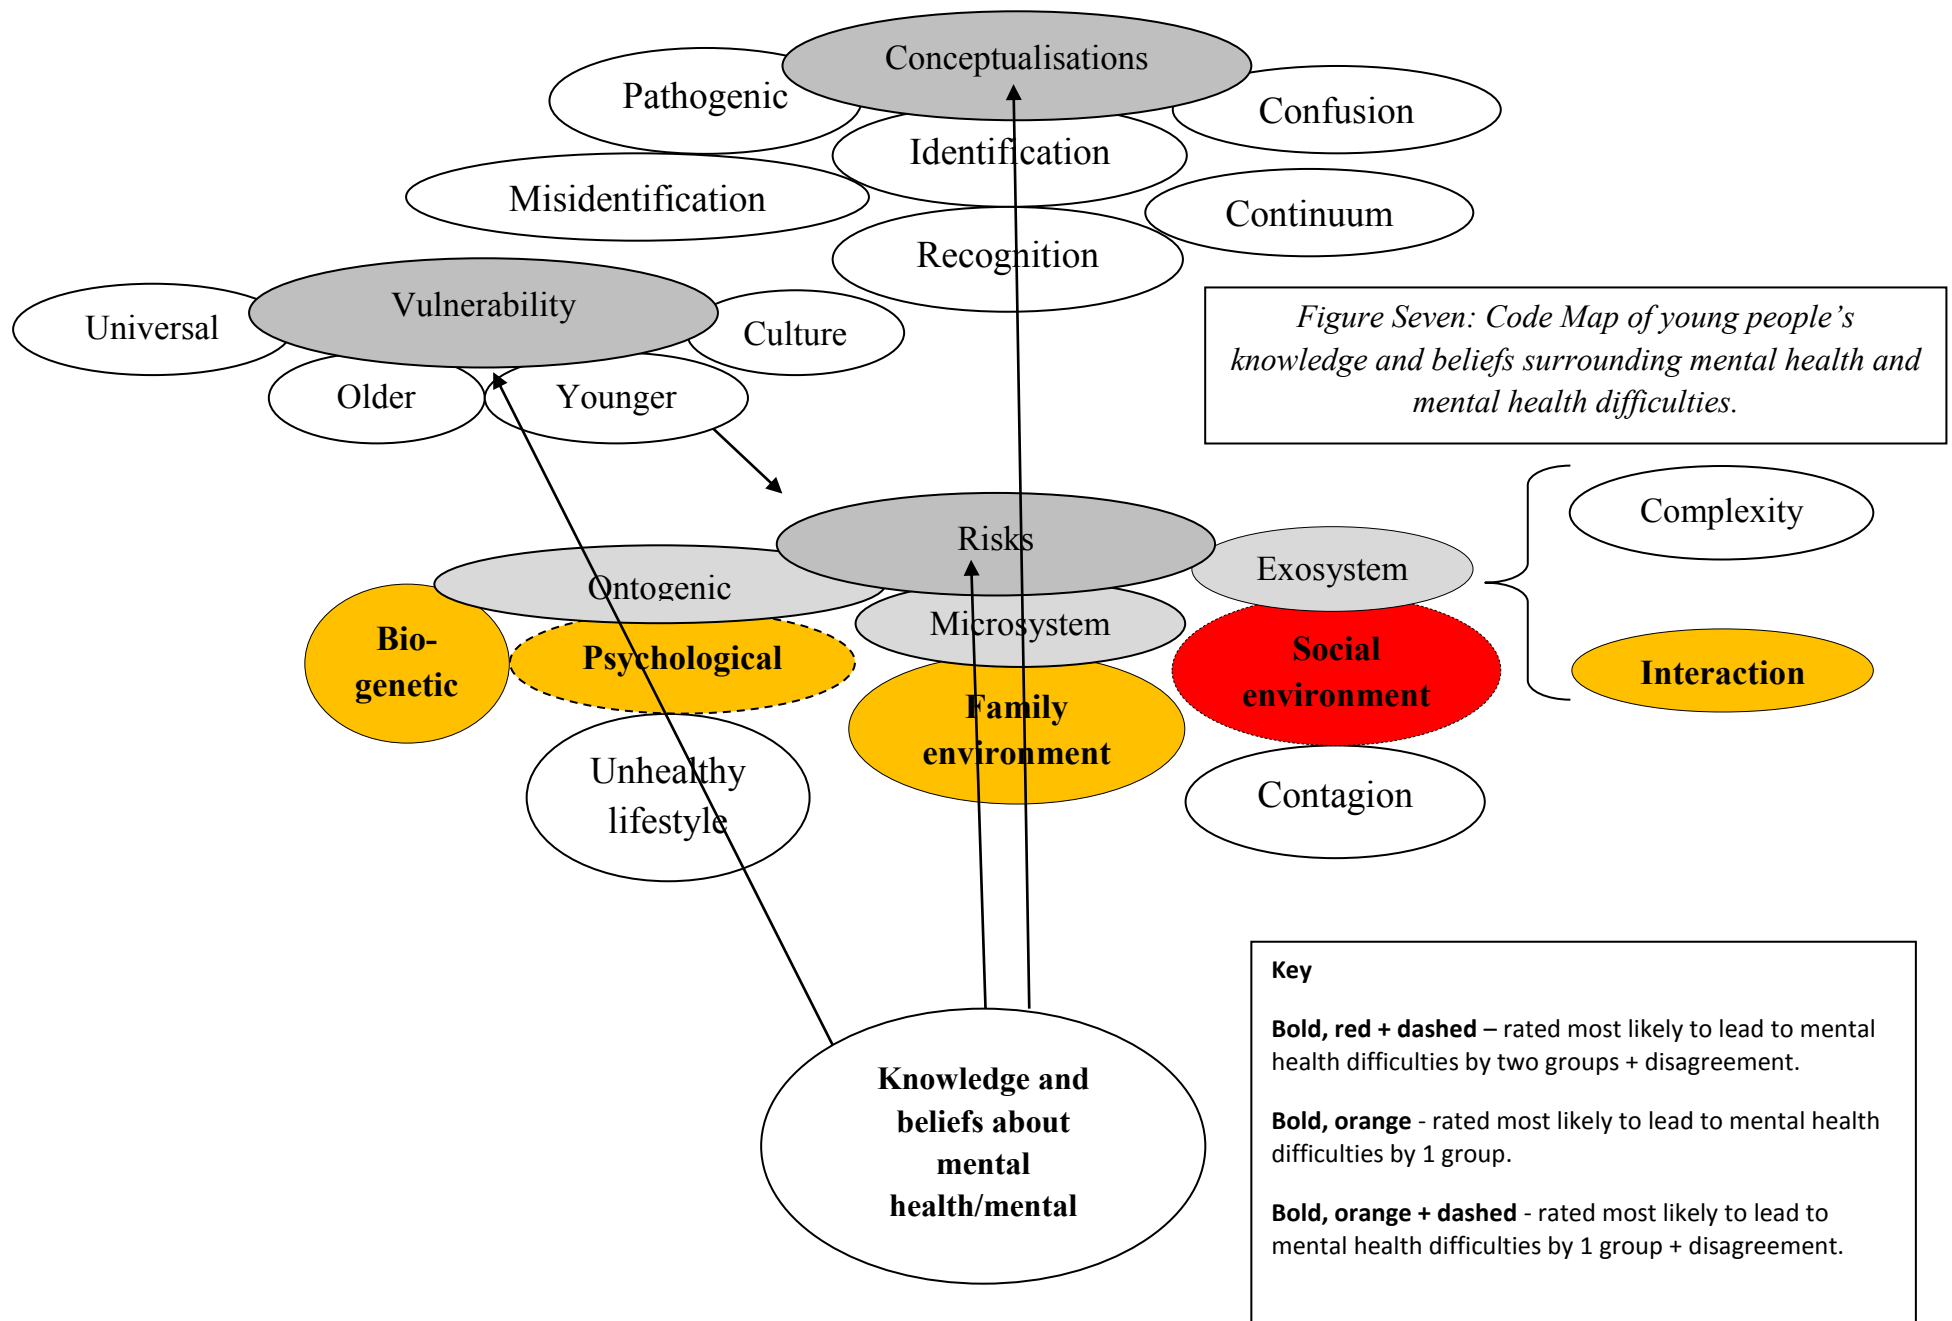 Conceptualisations
Pathogenic
Confusion
Identification
Misidentification
Continuum
Recognition
Vulnerability
Universal
Culture
Older
Younger
Figure Seven: Code Map of young people’s
knowledge and beliefs surrounding mental health and
mental health difficulties.
Complexity
Risks
Exosystem
Ontogenic
Microsystem
Bio-
genetic
Psychological
Social
environment
Interaction
Family
environment
Unhealthy
lifestyle
Contagion
Knowledge and
beliefs about
mental
health/mental
Key
Bold, red + dashed – rated most likely to lead to mental
health difficulties by two groups + disagreement.
Bold, orange - rated most likely to lead to mental health
difficulties by 1 group.
Bold, orange + dashed - rated most likely to lead to
mental health difficulties by 1 group + disagreement.